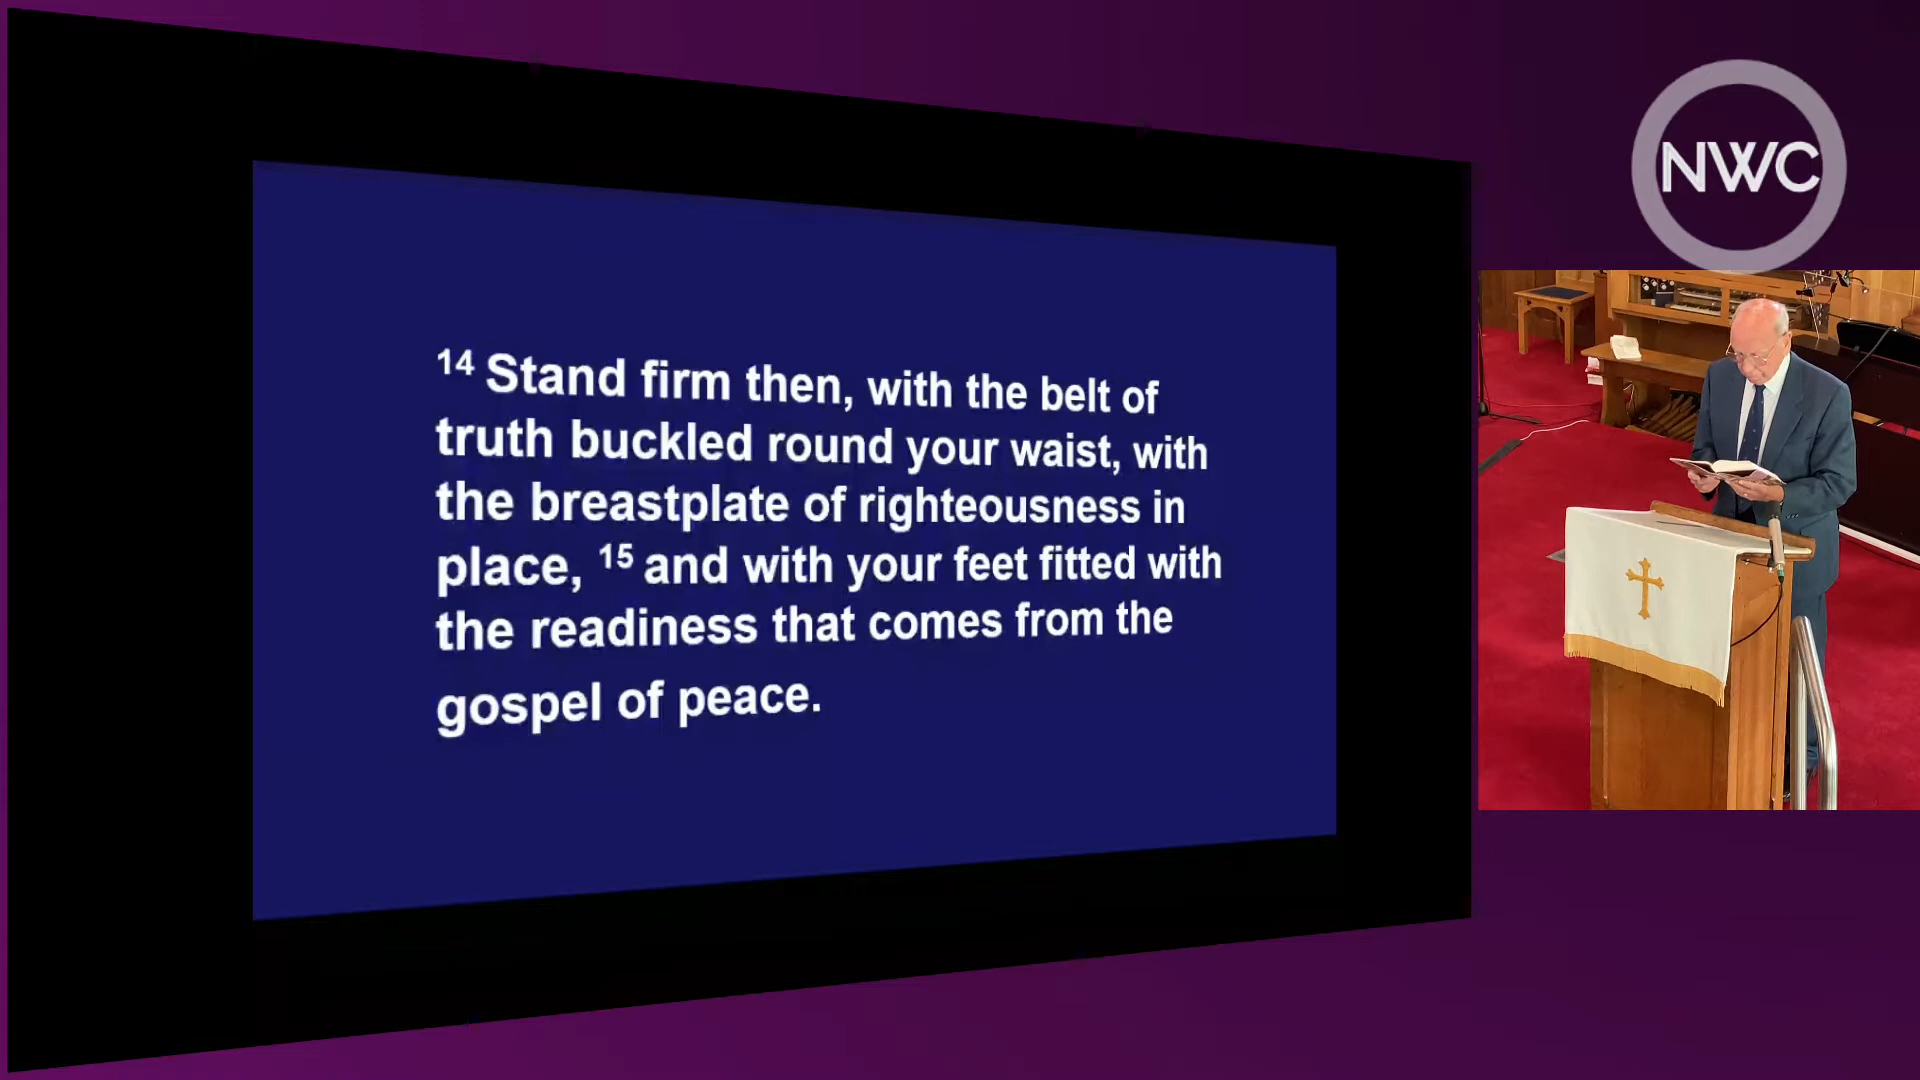 14 Stand firm then, with the belt of
truth buckled round your waist, with
the breastplate of righteousness in
place, 15 and with your feet fitted with
the readiness that comes from the
gospel of peace.
NWC